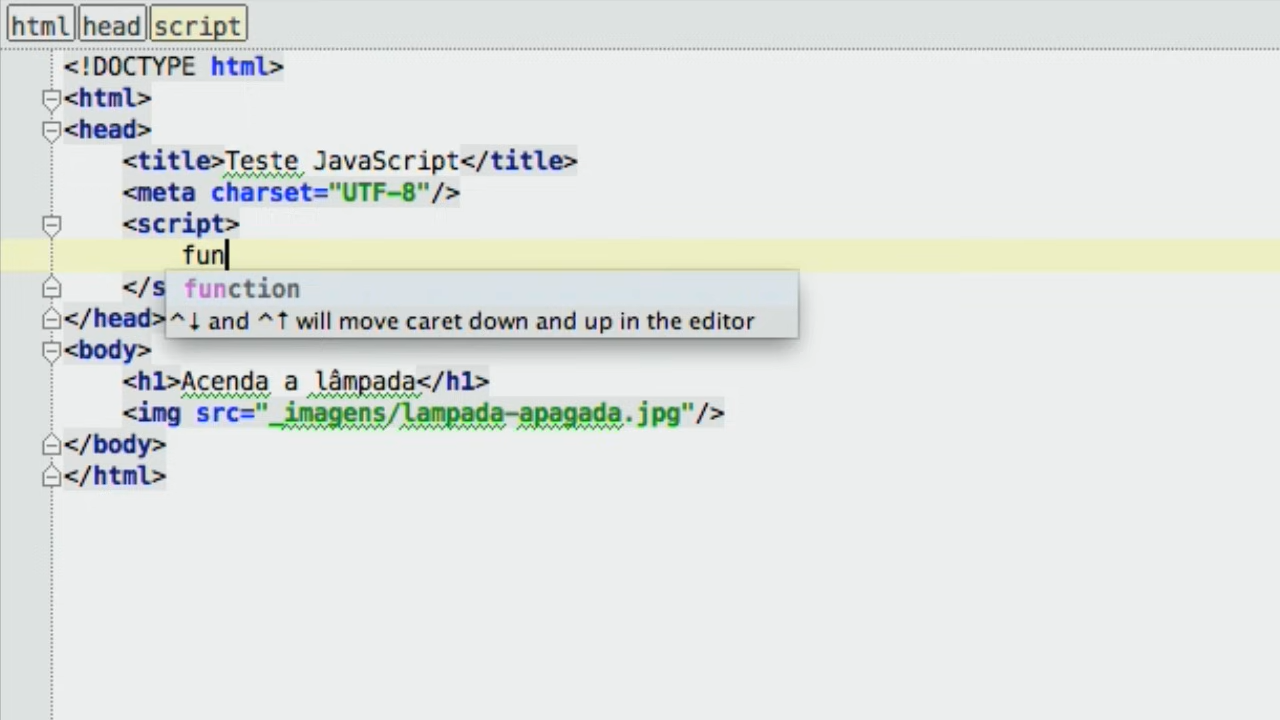 html head script
<!DOCTYPE html>
<html>
<head>
<title>Teste JavaScript</title>
<meta charset="UTF-8"/>
<script>
fun
function
</s
^↓ and ^↑ will move caret down and up in the editor
</head>
<body>
<h1>Acenda a lâmpada</h1>
<img src="_imagens/lampada-apagada.jpg"/>
</body>
</html>